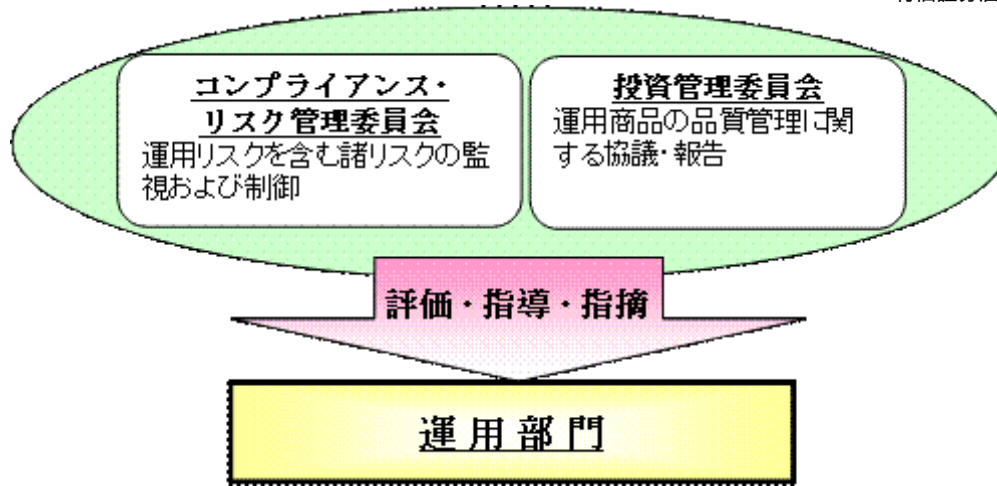 コンプライアンス・
リスク管理委員会
運用リスクを含む諸リスクの監
視および制御
投資管理委員会
運用商品の品質管理に関
する協議・報告
評価・指導・指摘
運用部門